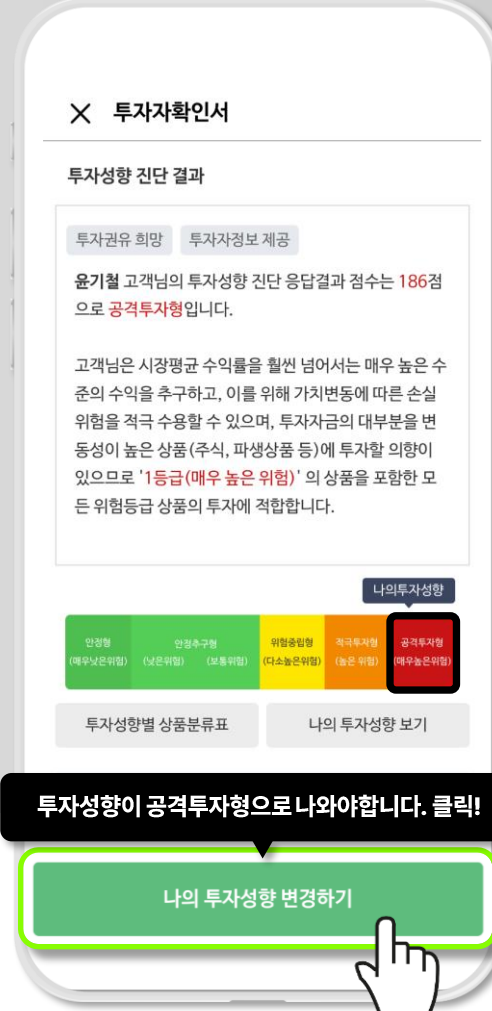 투자자확인서
투자성향 진단 결과
투자권유 희망 투자자정보 제공
윤기철 고객님의 투자성향 진단 응답결과 점수는 186점
으로 공격투자형입니다.
고객님은 시장평균 수익률을 훨씬 넘어서는 매우 높은 수
준의 수익을 추구하고, 이를 위해 가치변동에 따른 손실
위험을 적극 수용할 수 있으며, 투자자금의 대부분을 변
동성이 높은 상품(주식, 파생상품 등)에 투자할 의향이
있으므로 '1등급(매우 높은 위험)' 의 상품을 포함한 모
든 위험등급 상품의 투자에 적합합니다.
나의투자성향
안정형 안정추구형 위험중립형 적극투자형 공격투자형
(매우낮은위험) (낮은위험) (보통위험) (다소높은위험) (높은 위험) (매우높은위험)
투자성향별 상품분류표 나의 투자성향 보기
투자성향이 공격투자형으로 나와야합니다. 클릭!
나의 투자성향 변경하기